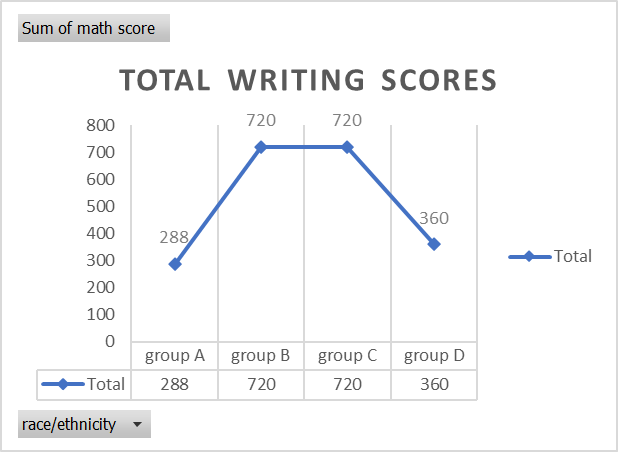 Sum of math score
TOTAL WRITING SCORES
800
700
600
500
400
300
200
100
0
288
720
720
360
Total
group A group B group C group D
Total 288 720 720 360
race/ethnicity